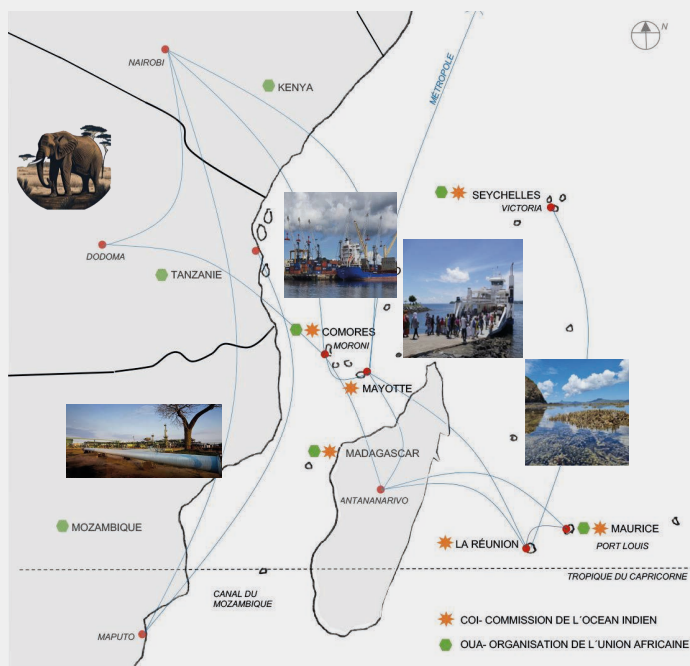 N
NAIROBI
KENYA
MÉTROPOLE
SEYCHELLES
VICTORIA
DODOMA
TANZANIE
COMORES
MORONI
MAYOTTE
MADAGASCAR
ANTANANARIVO
MOZAMBIQUE
LA RÉUNION
MAURICE
PORT LOUIS
TROPIQUE DU CAPRICORNE
CANAL DU
MOZAMBIQUE
MAPUTO
COI- COMMISSION DE L´OCEAN INDIEN
OUA- ORGANISATION DE L´UNION AFRICAINE